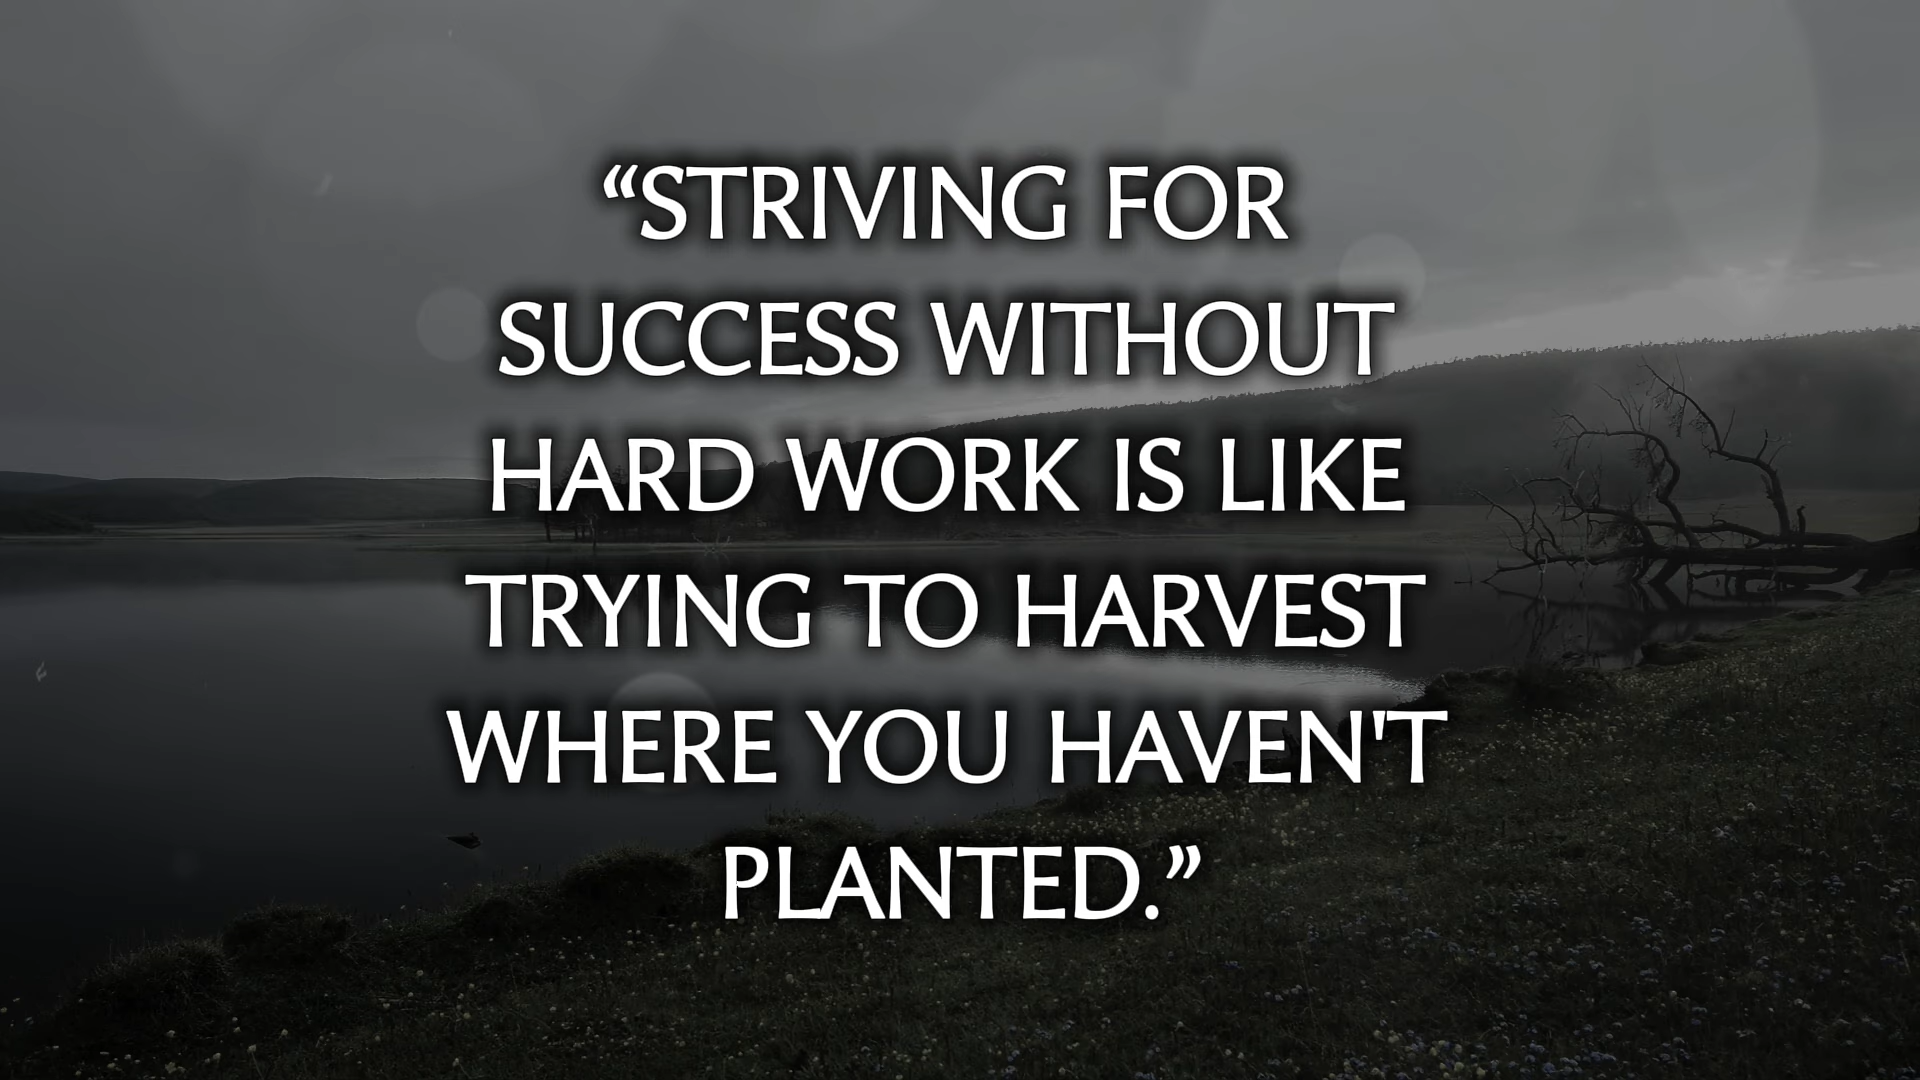 “STRIVING FOR
SUCCESS WITHOUT
HARD WORK IS LIKE
TRYING TO HARVEST
WHERE YOU HAVEN'T
PLANTED.”